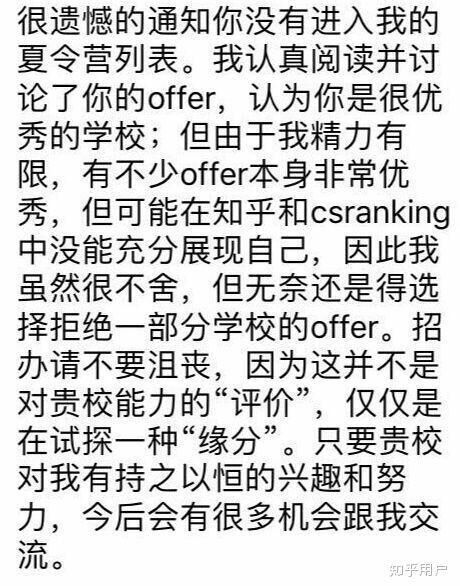 很遗憾的通知你没有进入我的
夏令营列表。我认真阅读并讨
论了你的offer，认为你是很优
秀的学校；但由于我精力有
限，有不少offer本身非常优
秀，但可能在知乎和csranking
中没能充分展现自己，因此我
虽然很不舍，但无奈还是得选
择拒绝一部分学校的offer。招
办请不要沮丧，因为这并不是
对贵校能力的“评价”，仅仅是
在试探一种“缘分”。只要贵校
对我有持之以恒的兴趣和努
力，今后会有很多机会跟我交
流。
知乎用户